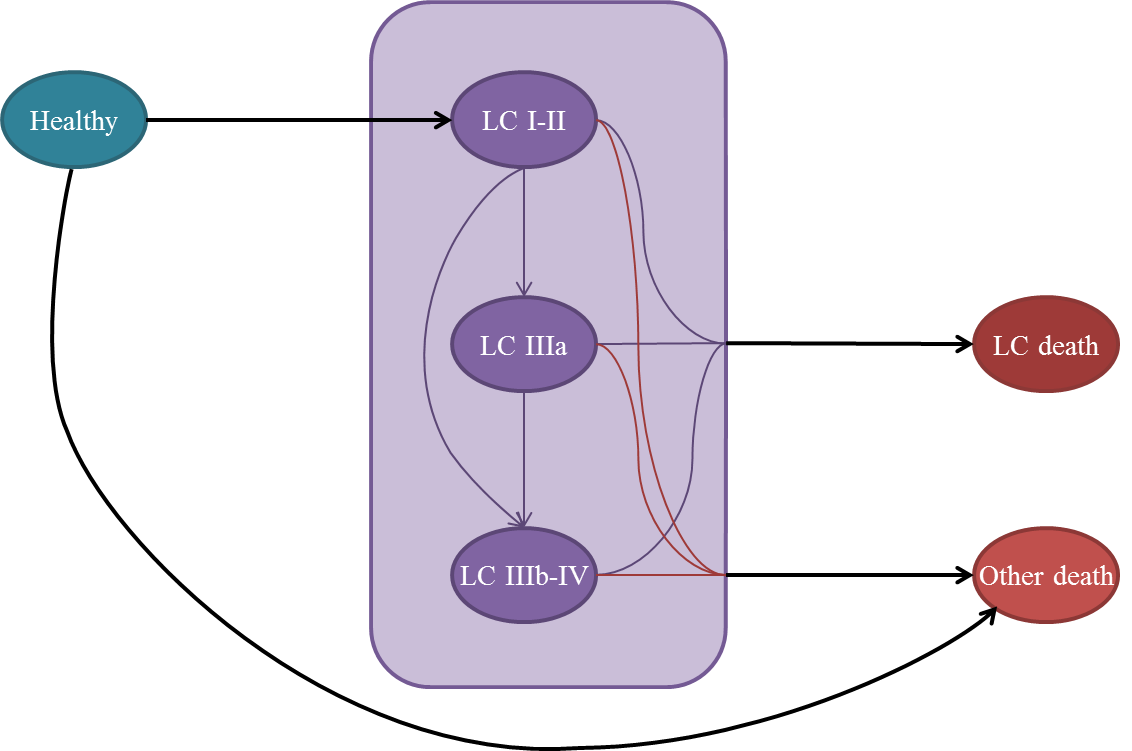 Healthy
LC I-II
LC IIIa
LC death
LC IIIb-IV
Other death